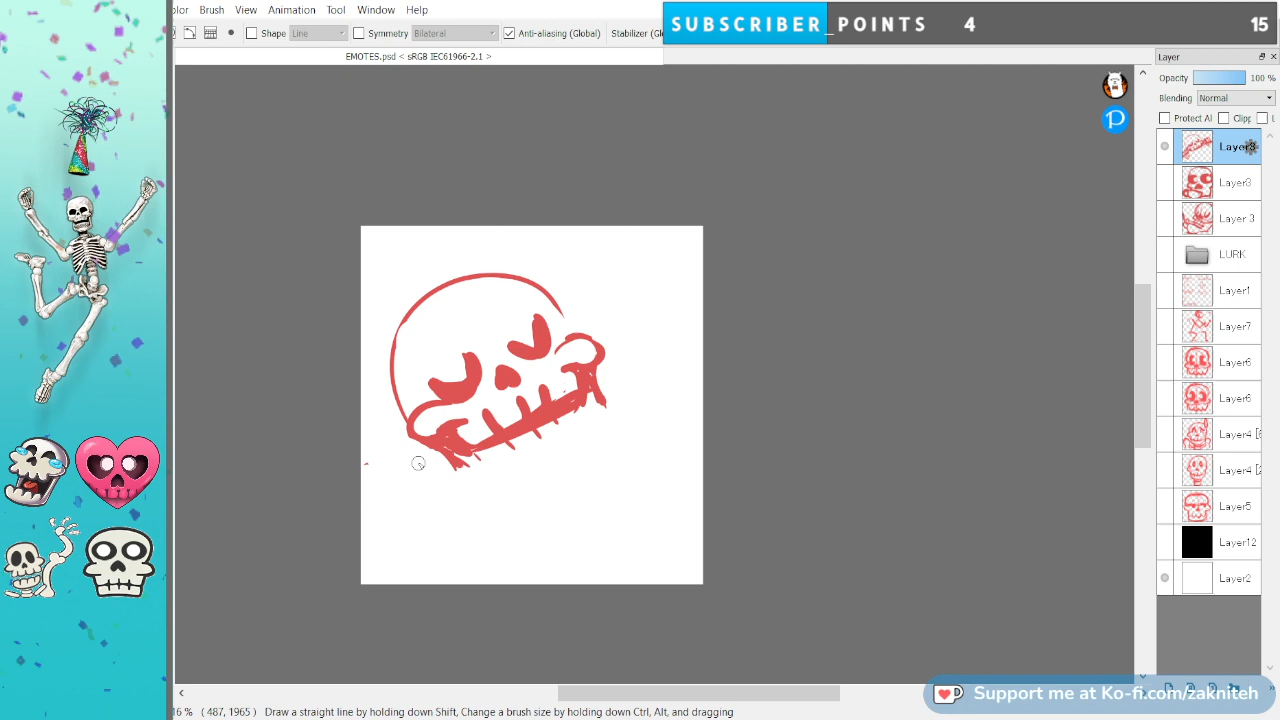 olor Brush View Animation Tool Window Help
SUBSCRIBER_POINTS 4 15
Shape Line Symmetry Bilateral Anti-aliasing (Global) Stabilizer (Glo
EMOTES.psd < sRGB IEC61966-2.1 >
Layer
Opacity 100 %
Blending Normal
Protect Al Clipp L
Layer3
Layer 3
LURK
Layer1
Layer7
Layer6
Layer6
Layer4 [
Layer4 [2
Layer5
Layer12
Layer2
Support me at Ko-fi.com/zakniteh
16 % ( 487, 1965 ) Draw a straight line by holding down Shift, Change a brush size by holding down Ctrl, Alt, and dragging